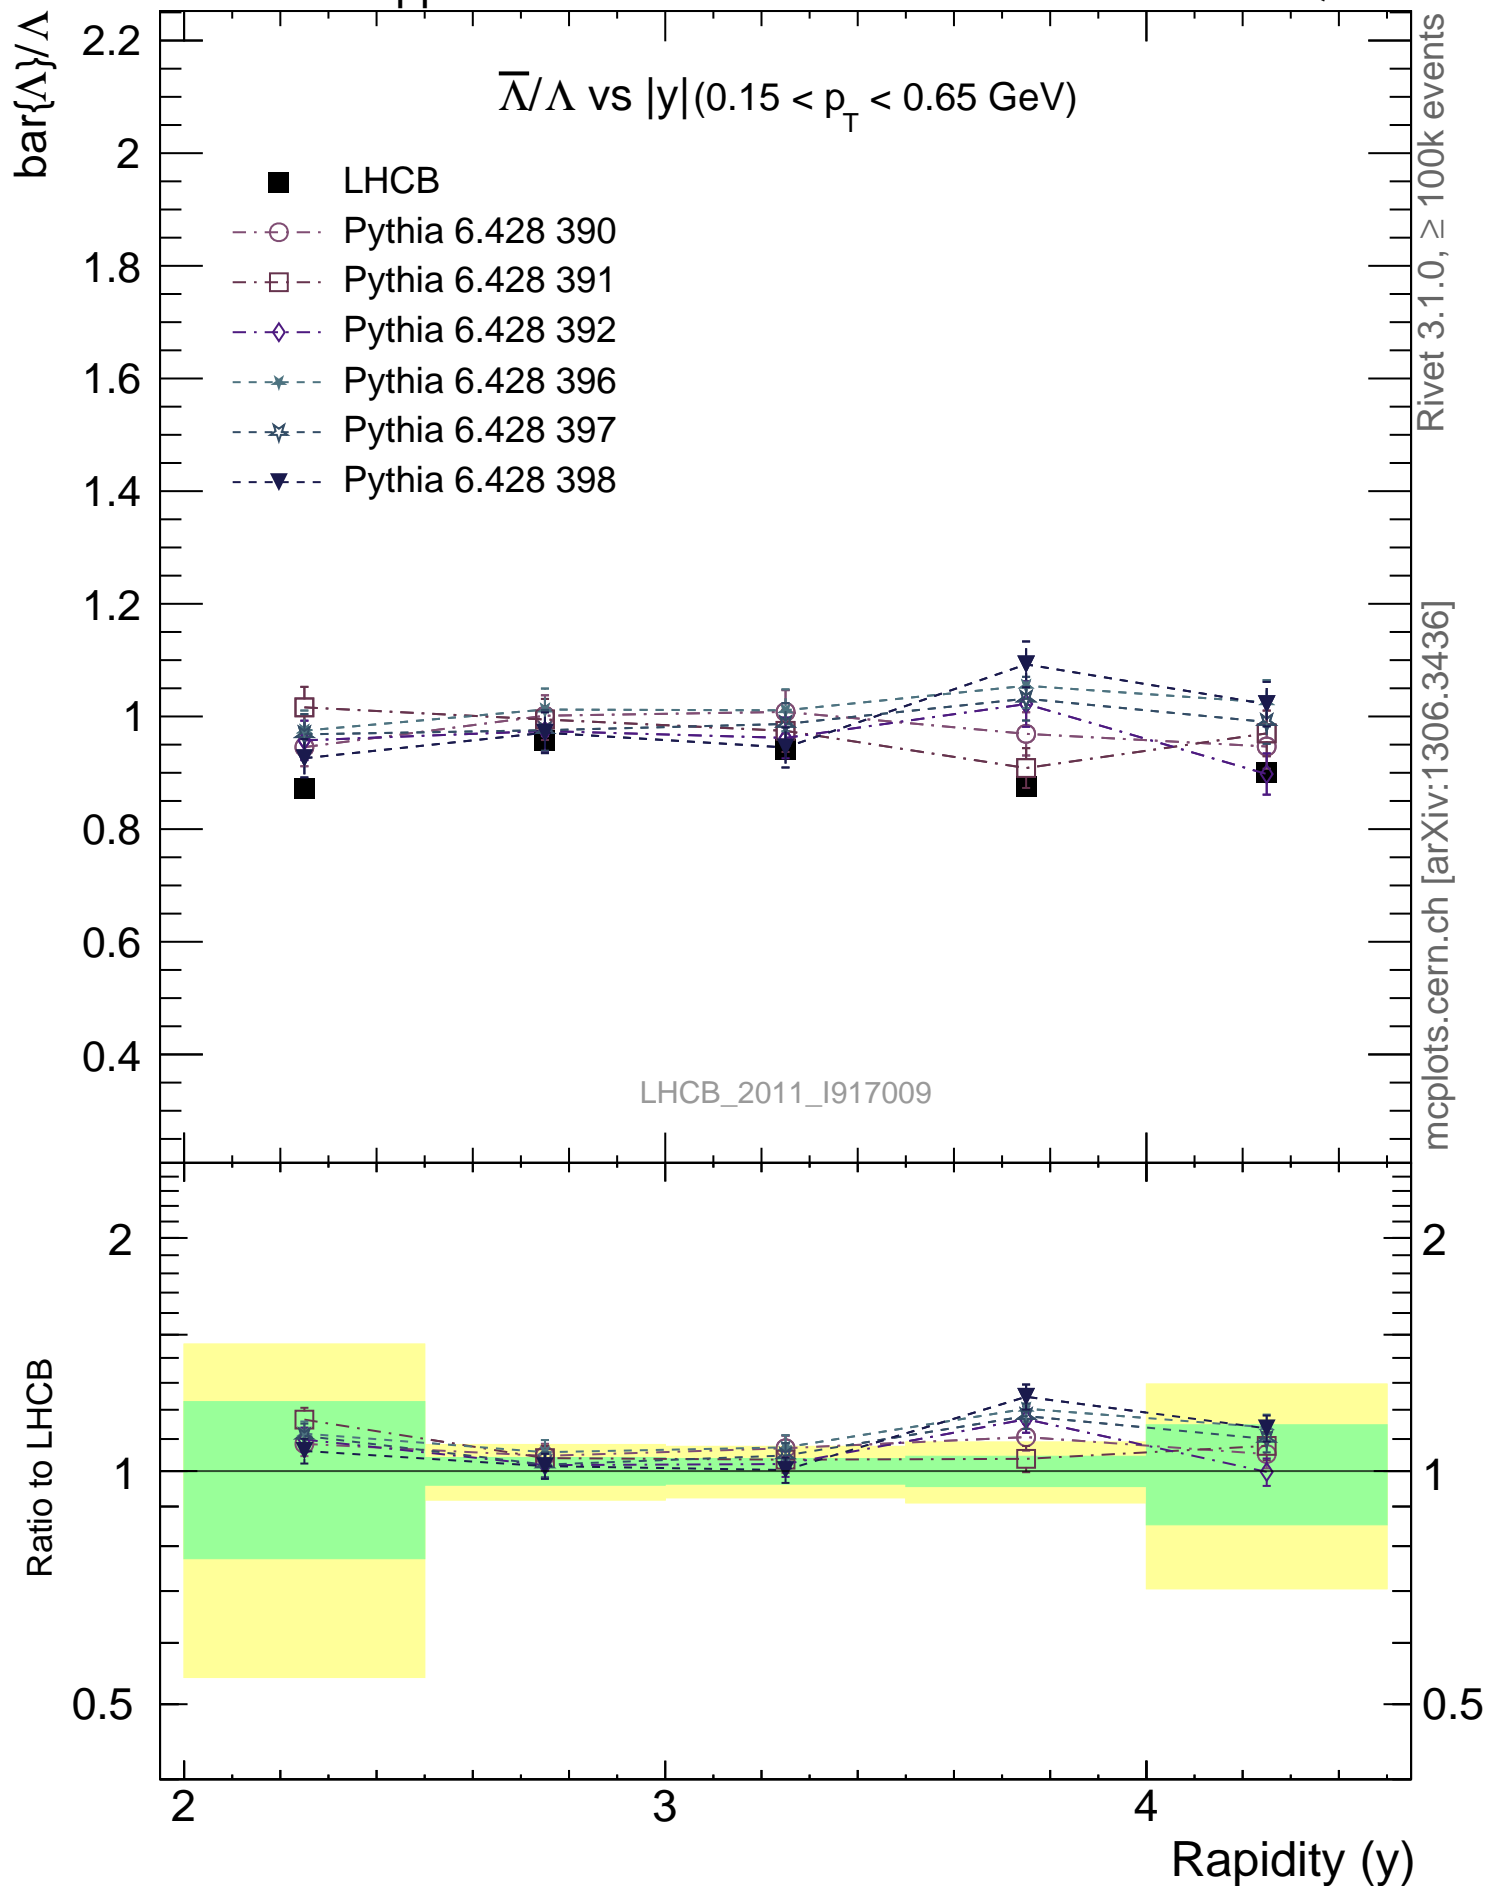 pp
bar{Λ}/Λ
Λ̅/Λ vs |y|(0.15 < p_T < 0.65 GeV)
LHCB
Pythia 6.428 390
Pythia 6.428 391
Pythia 6.428 392
Pythia 6.428 396
Pythia 6.428 397
Pythia 6.428 398
2.2
2
1.8
1.6
1.4
1.2
1
0.8
0.6
0.4
LHCB_2011_I917009
Rivet 3.1.0, ≥ 100k events
mcplots.cern.ch [arXiv:1306.3436]
Ratio to LHCB
2
1
0.5
2
1
0.5
2
3
4
Rapidity (y)